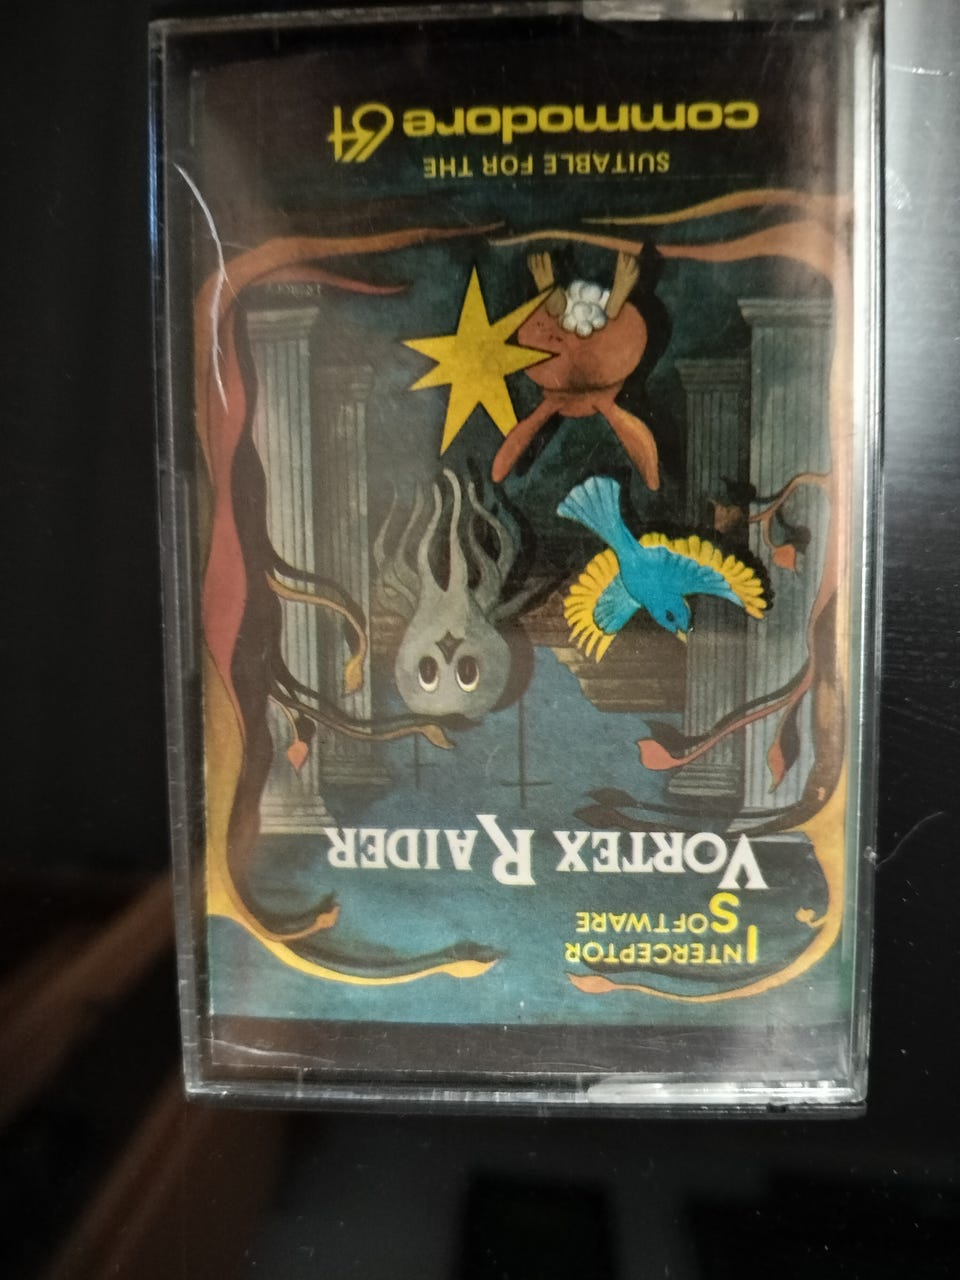 INTERCEPTOR
SOFTWARE
VORTEX RAIDER
SUITABLE FOR THE
commodore 64